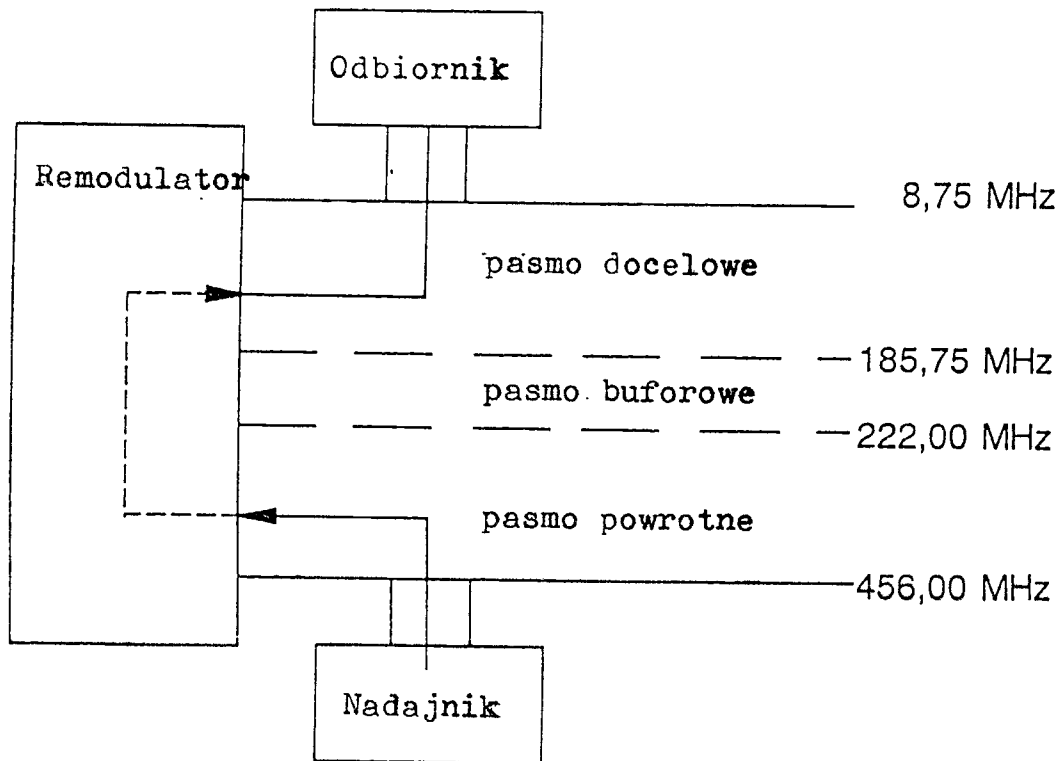 Odbiornik
Remodulator
8,75 MHz
pasmo docelowe
185,75 MHz
pasmo buforowe
222,00 MHz
pasmo powrotne
456,00 MHz
Nadajnik